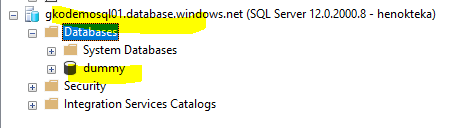 gkodemosql01.database.windows.net (SQL Server 12.0.2000.8 - henokteka)
Databases
System Databases
dummy
Security
Integration Services Catalogs